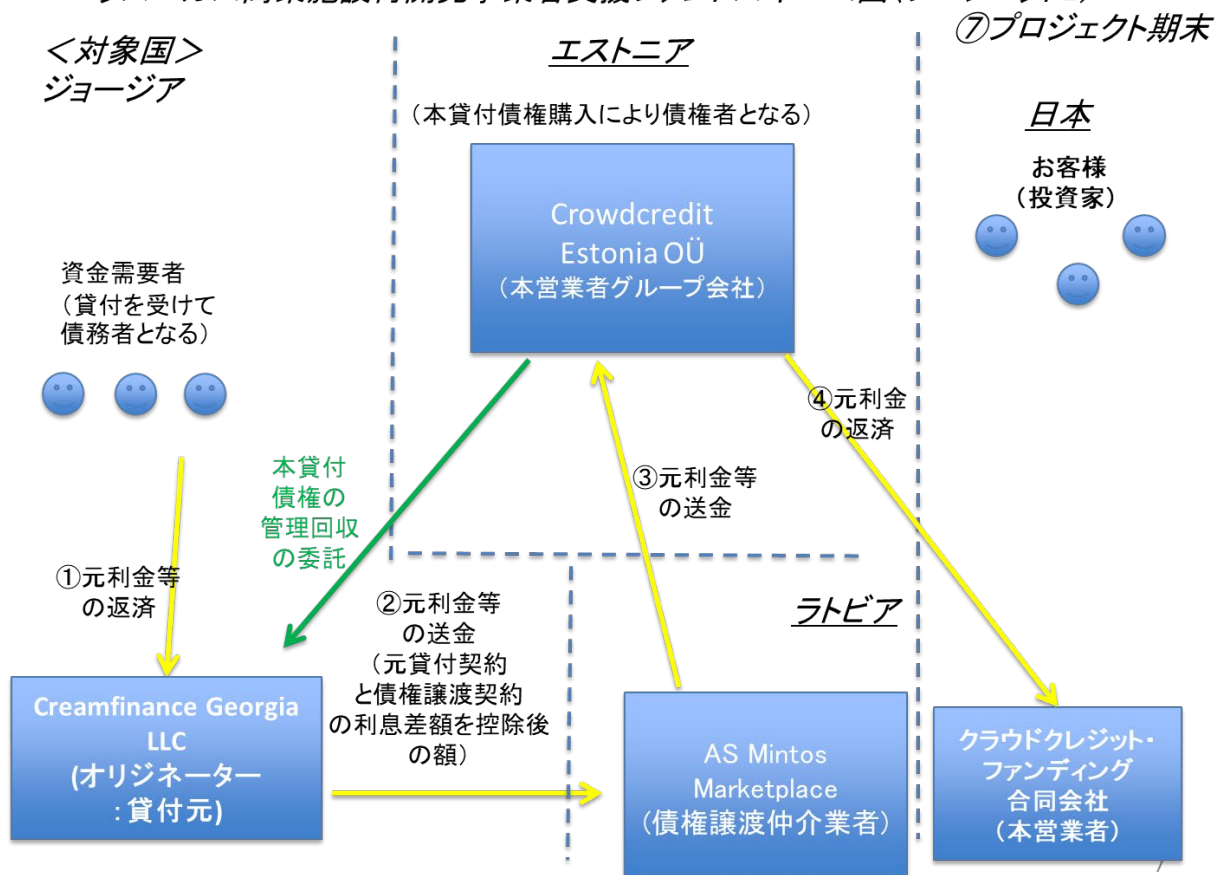 ⑦プロジェクト期末
＜対象国＞
ジョージア
エストニア
（本貸付債権購入により債権者となる）
日本
お客様
（投資家）
Crowdcredit
Estonia OÜ
（本営業者グループ会社）
資金需要者
（貸付を受けて
債務者となる）
④元利金
の返済
本貸付
債権の
管理回収
の委託
③元利金等
の送金
①元利金等
の返済
②元利金等
の送金
（元貸付契約
と債権譲渡契約
の利息差額を控除後
の額）
ラトビア
Creamfinance Georgia
LLC
(オリジネーター
：貸付元)
AS Mintos
Marketplace
（債権譲渡仲介業者）
クラウドクレジット・
ファンディング
合同会社
（本営業者）